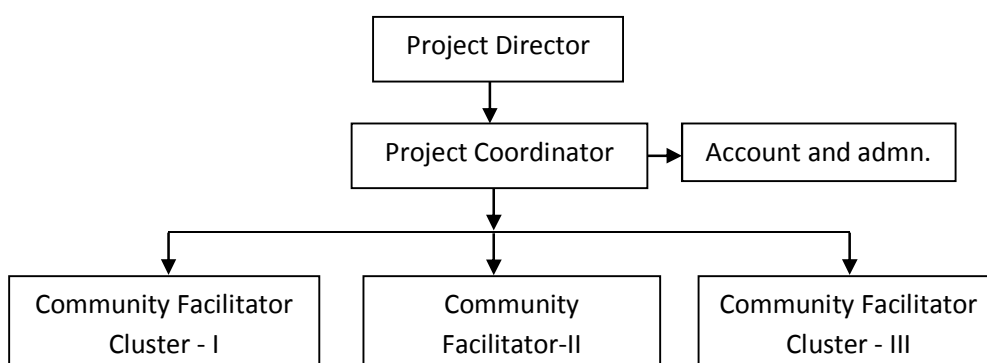 Project Director
Project Coordinator
Account and admn.
Community Facilitator
Cluster - I
Community
Facilitator-II
Community Facilitator
Cluster - III